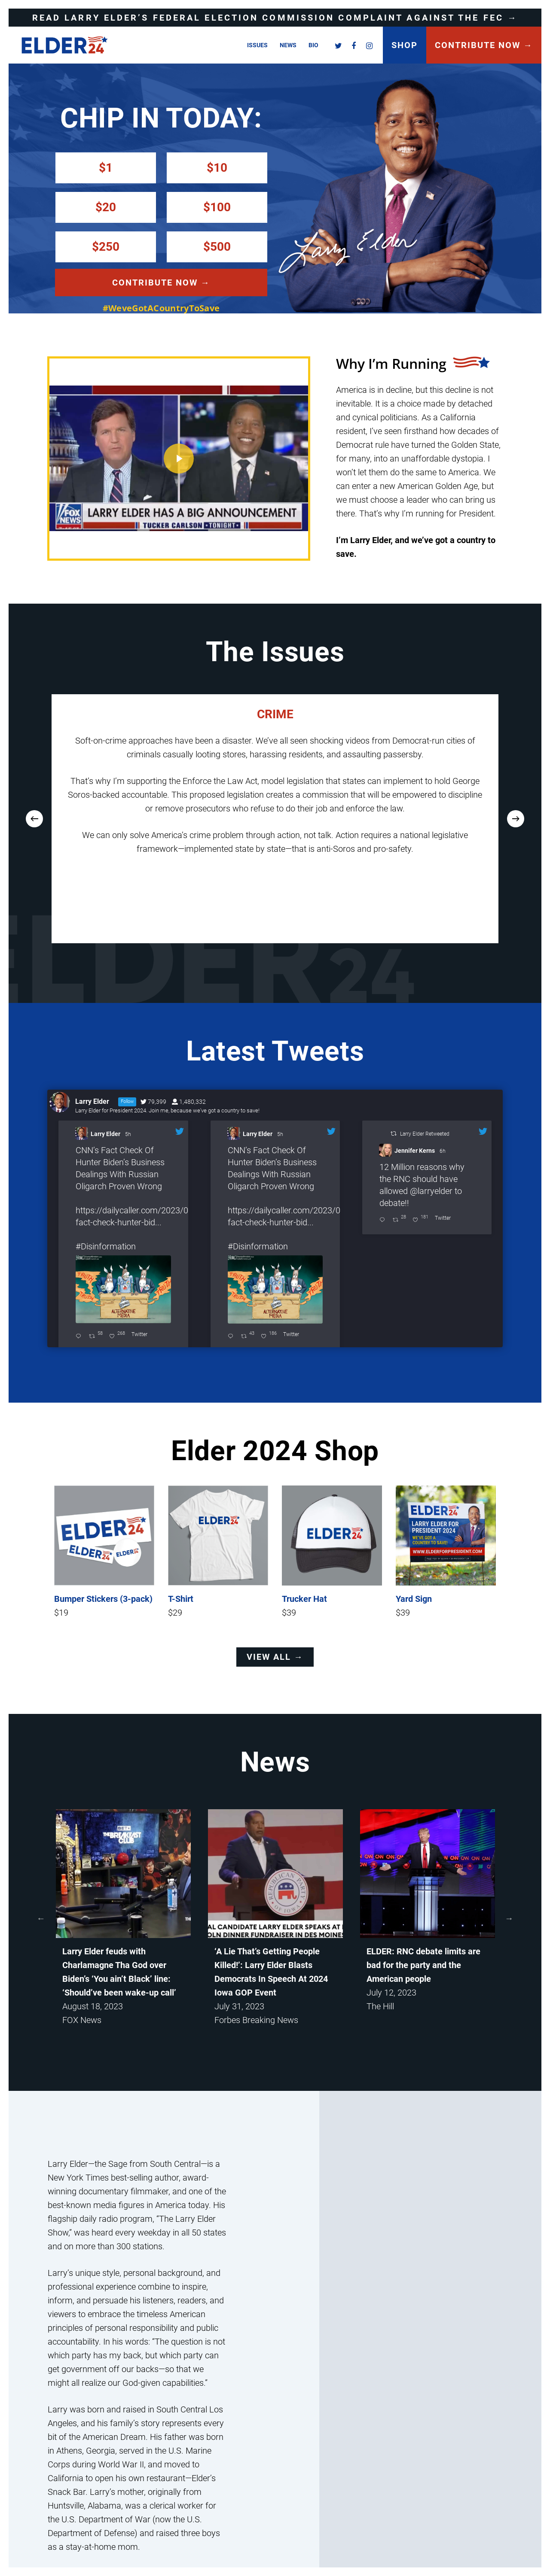 READ LARRY ELDER'S FEDERAL ELECTION COMMISSION COMPLAINT AGAINST THE FEC →
ELDER24
ISSUES NEWS BIO
SHOP
CONTRIBUTE NOW →
CHIP IN TODAY:
$1 $10
$20 $100
$250 $500
CONTRIBUTE NOW →
#WeveGotACountryToSave
Larry Elder
FOX NEWS
LARRY ELDER HAS A BIG ANNOUNCEMENT
TUCKER CARLSON TONIGHT
Why I'm Running
America is in decline, but this decline is not
inevitable. It is a choice made by detached
and cynical politicians. As a California
resident, I've seen firsthand how decades of
Democrat rule have turned the Golden State,
for many, into an unaffordable dystopia. I
won't let them do the same to America. We
can enter a new American Golden Age, but
we must choose a leader who can bring us
there. That's why I'm running for President.
I'm Larry Elder, and we've got a country to
save.
The Issues
CRIME
Soft-on-crime approaches have been a disaster. We've all seen shocking videos from Democrat-run cities of
criminals casually looting stores, harassing residents, and assaulting passersby.
That's why I'm supporting the Enforce the Law Act, model legislation that states can implement to hold George
Soros-backed accountable. This proposed legislation creates a commission that will be empowered to discipline
or remove prosecutors who refuse to do their job and enforce the law.
We can only solve America's crime problem through action, not talk. Action requires a national legislative
framework—implemented state by state—that is anti-Soros and pro-safety.
ELDER24
Latest Tweets
Larry Elder Follow 79,399 1,480,332
Larry Elder for President 2024. Join me, because we've got a country to save!
Larry Elder 5h
CNN's Fact Check Of
Hunter Biden's Business
Dealings With Russian
Oligarch Proven Wrong
https://dailycaller.com/2023/0
fact-check-hunter-bid...
#Disinformation
ALTERNATIVE
MEDIA
58 268 Twitter
Larry Elder 5h
CNN's Fact Check Of
Hunter Biden's Business
Dealings With Russian
Oligarch Proven Wrong
https://dailycaller.com/2023/0
fact-check-hunter-bid...
#Disinformation
ALTERNATIVE
MEDIA
43 186 Twitter
Larry Elder Retweeted
Jennifer Kerns 6h
12 Million reasons why
the RNC should have
allowed @larryelder to
debate!!
28 181 Twitter
Elder 2024 Shop
ELDER24
ELDER24
ELDER24
ELDER24
ELDER24
ELDER24
LARRY ELDER FOR
PRESIDENT 2024
WE'VE GOT A
COUNTRY TO SAVE!
WWW.ELDERFORPRESIDENT.COM
Bumper Stickers (3-pack)
$19
T-Shirt
$29
Trucker Hat
$39
Yard Sign
$39
VIEW ALL →
News
THE BREAKFAST
CLUB
AL CANDIDATE LARRY ELDER SPEAKS AT
OLN DINNER FUNDRAISER IN DES MOINES
Larry Elder feuds with
Charlamagne Tha God over
Biden's 'You ain't Black' line:
'Should've been wake-up call'
August 18, 2023
FOX News
'A Lie That's Getting People
Killed!': Larry Elder Blasts
Democrats In Speech At 2024
Iowa GOP Event
July 31, 2023
Forbes Breaking News
ELDER: RNC debate limits are
bad for the party and the
American people
July 12, 2023
The Hill
Larry Elder—the Sage from South Central—is a
New York Times best-selling author, award-
winning documentary filmmaker, and one of the
best-known media figures in America today. His
flagship daily radio program, "The Larry Elder
Show," was heard every weekday in all 50 states
and on more than 300 stations.
Larry's unique style, personal background, and
professional experience combine to inspire,
inform, and persuade his listeners, readers, and
viewers to embrace the timeless American
principles of personal responsibility and public
accountability. In his words: "The question is not
which party has my back, but which party can
get government off our backs—so that we
might all realize our God-given capabilities."
Larry was born and raised in South Central Los
Angeles, and his family's story represents every
bit of the American Dream. His father was born
in Athens, Georgia, served in the U.S. Marine
Corps during World War II, and moved to
California to open his own restaurant—Elder's
Snack Bar. Larry's mother, originally from
Huntsville, Alabama, was a clerical worker for
the U.S. Department of War (now the U.S.
Department of Defense) and raised three boys
as a stay-at-home mom.